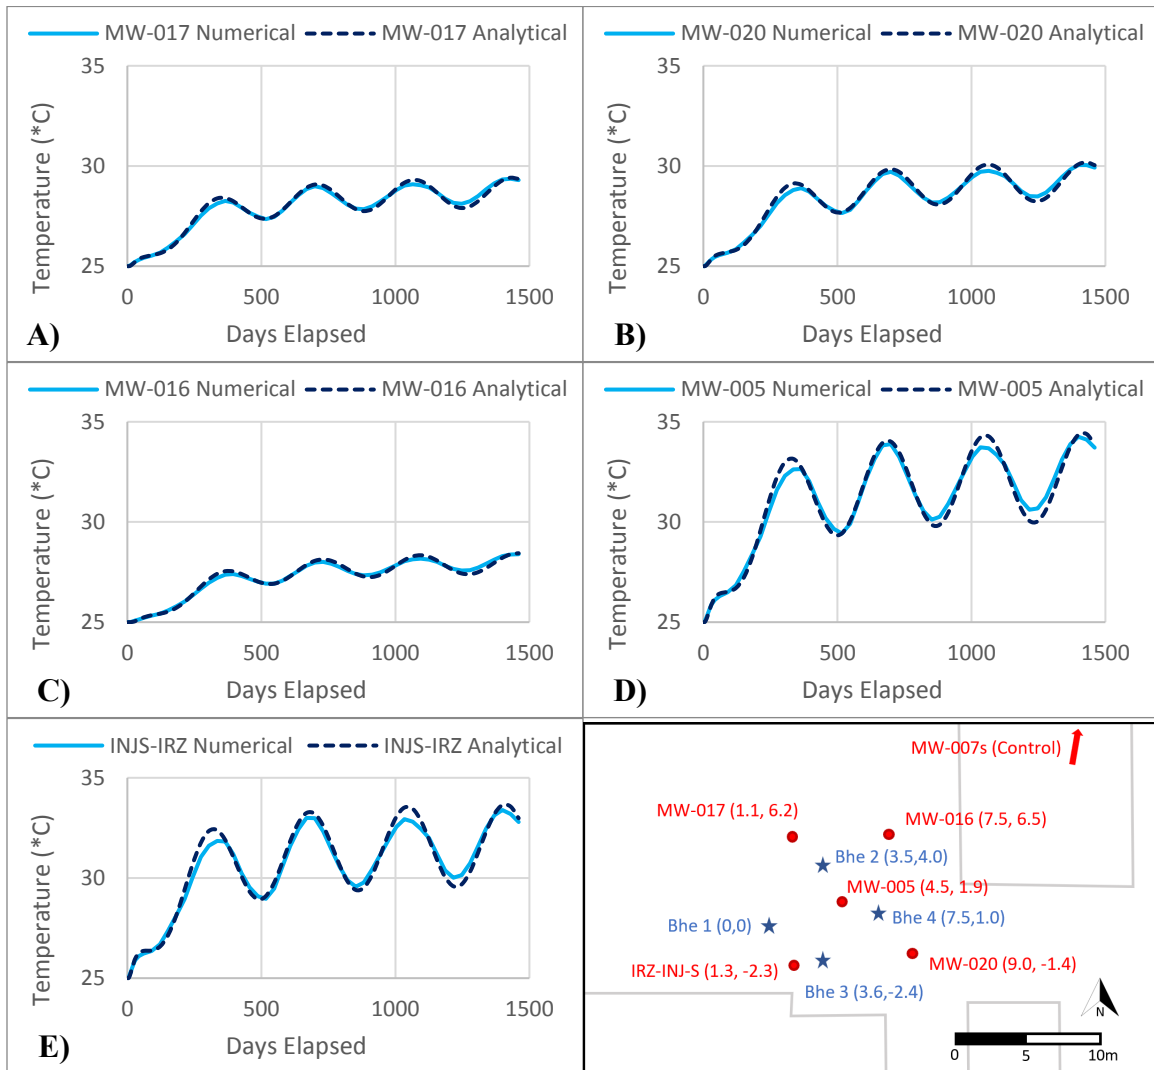 MW-017 Numerical MW-017 Analytical
35
30
25
Temperature (*C)
0 500 1000 1500
Days Elapsed
A)
MW-020 Numerical MW-020 Analytical
35
30
25
Temperature (*C)
0 500 1000 1500
Days Elapsed
B)
MW-016 Numerical MW-016 Analytical
35
30
25
Temperature (*C)
0 500 1000 1500
Days Elapsed
C)
MW-005 Numerical MW-005 Analytical
35
30
25
Temperature (*C)
0 500 1000 1500
Days Elapsed
D)
INJS-IRZ Numerical INJS-IRZ Analytical
35
30
25
Temperature (*C)
0 500 1000 1500
Days Elapsed
E)
MW-007s (Control)
MW-017 (1.1, 6.2)
MW-016 (7.5, 6.5)
Bhe 2 (3.5,4.0)
MW-005 (4.5, 1.9)
Bhe 1 (0,0)
Bhe 4 (7.5,1.0)
IRZ-INJ-S (1.3, -2.3)
MW-020 (9.0, -1.4)
Bhe 3 (3.6,-2.4)
N
0 5 10m